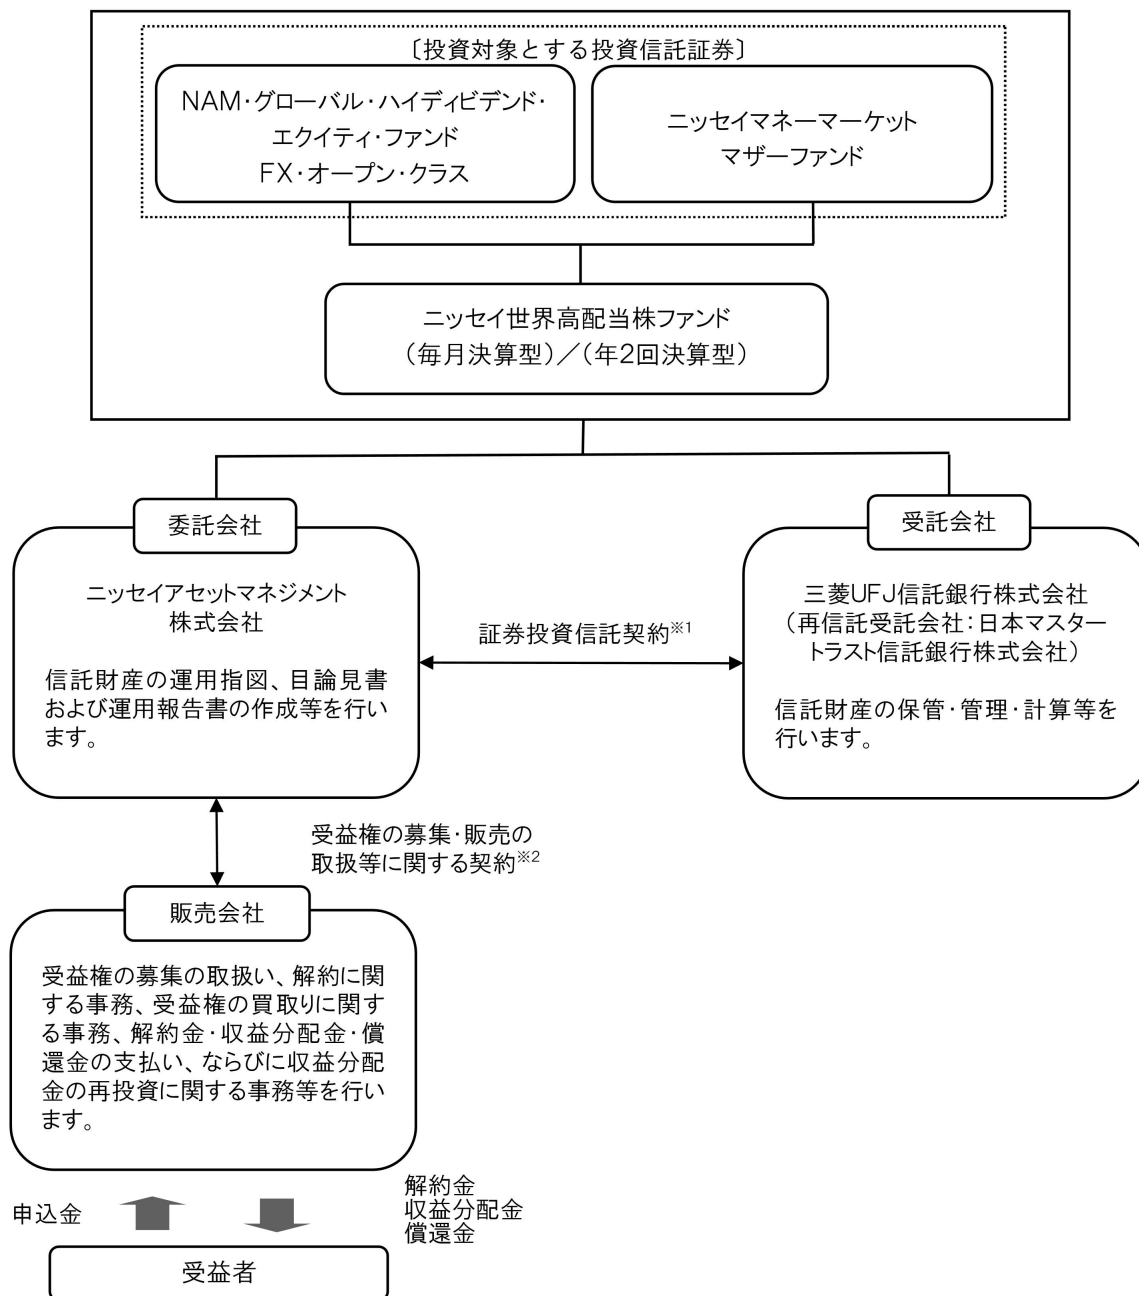 〔投資対象とする投資信託証券〕
NAM・グローバル・ハイディビデンド・
エクイティ・ファンド
FX・オープン・クラス
ニッセイマネーマーケット
マザーファンド
ニッセイ世界高配当株ファンド
（毎月決算型）／（年2回決算型）
委託会社
ニッセイアセットマネジメント
株式会社
信託財産の運用指図、目論見書
および運用報告書の作成等を行い
ます。
証券投資信託契約※1
受託会社
三菱UFJ信託銀行株式会社
（再信託受託会社：日本マスター
トラスト信託銀行株式会社）
信託財産の保管・管理・計算等を
行います。
受益権の募集・販売の
取扱等に関する契約※2
販売会社
受益権の募集の取扱い、解約に関
する事務、受益権の買取りに関す
る事務、解約金・収益分配金・償
還金の支払い、ならびに収益分配
金の再投資に関する事務等を行い
ます。
申込金
解約金
収益分配金
償還金
受益者